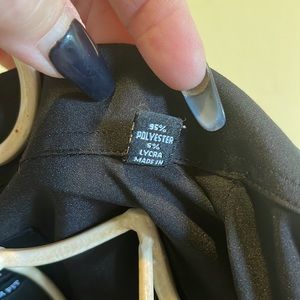 95%
POLYESTER
5%
LYCRA
MADE IN